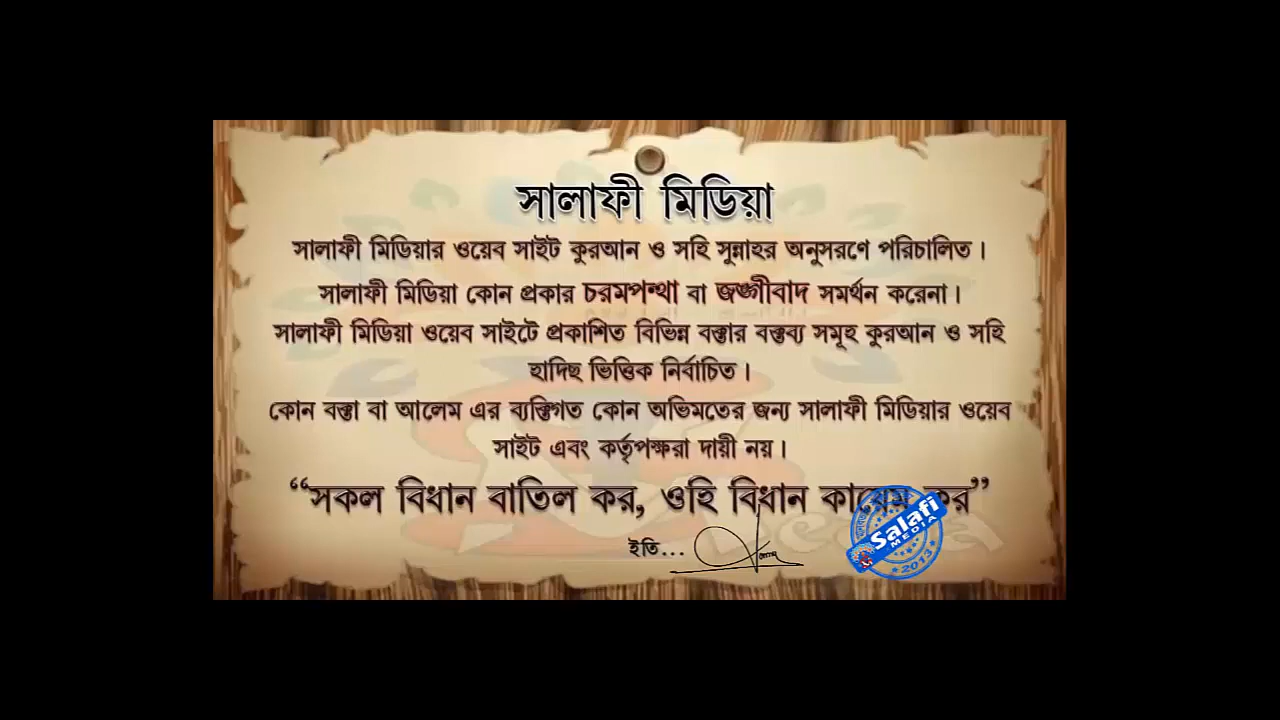 সালাফী মিডিয়া
সালাফী মিডিয়ার ওয়েব সাইট কুরআন ও সহি সুন্নাহর অনুসরণে পরিচালিত।
সালাফী মিডিয়া কোন প্রকার চরমপন্থা বা জঙ্গীবাদ সমর্থন করেনা।
সালাফী মিডিয়া ওয়েব সাইটে প্রকাশিত বিভিন্ন বক্তার বক্তব্য সমূহ কুরআন ও সহি
হাদিছ ভিত্তিক নির্বাচিত।
কোন বক্তা বা আলেম এর ব্যক্তিগত কোন অভিমতের জন্য সালাফী মিডিয়ার ওয়েব
সাইট এবং কর্তৃপক্ষরা দায়ী নয়।
“সকল বিধান বাতিল কর, ওহি বিধান কায়েম কর”
ইতি...
Salafi
MEDIA
2013